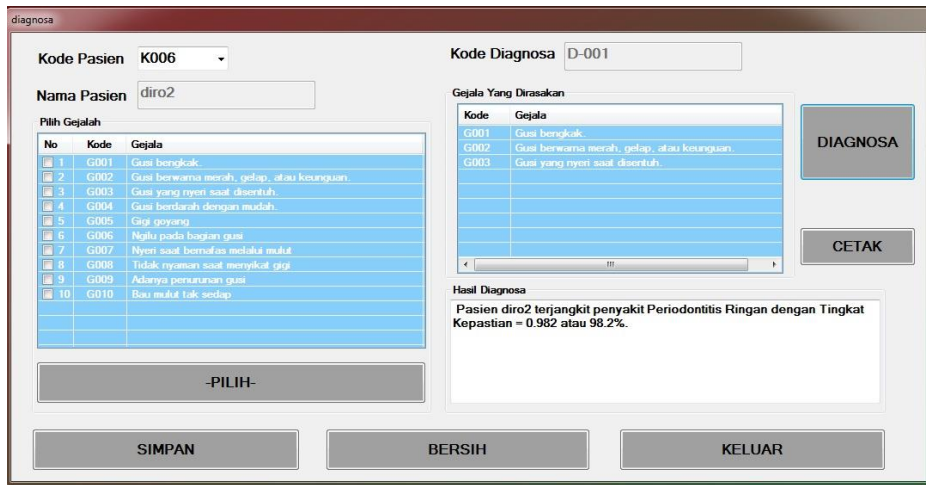 diagnosa
Kode Pasien K006
Kode Diagnosa D-001
Nama Pasien diro2
Pilih Gejalah
No Kode Gejala
1 G001 Gusi bengkak.
2 G002 Gusi berwarna merah, gelap, atau keunguan.
3 G003 Gusi yang nyeri saat disentuh.
4 G004 Gusi berdarah dengan mudah.
5 G005 Gigi goyang
6 G006 Ngilu pada bagian gusi
7 G007 Nyeri saat bernafas melalui mulut
8 G008 Tidak nyaman saat menyikat gigi
9 G009 Adanya penurunan gusi
10 G010 Bau mulut tak sedap
-PILIH-
Gejala Yang Dirasakan
Kode Gejala
G001 Gusi bengkak.
G002 Gusi berwarna merah, gelap, atau keunguan.
G003 Gusi yang nyeri saat disentuh.
DIAGNOSA
CETAK
Hasil Diagnosa
Pasien diro2 terjangkit penyakit Periodontitis Ringan dengan Tingkat
Kepastian = 0.982 atau 98.2%.
SIMPAN
BERSIH
KELUAR